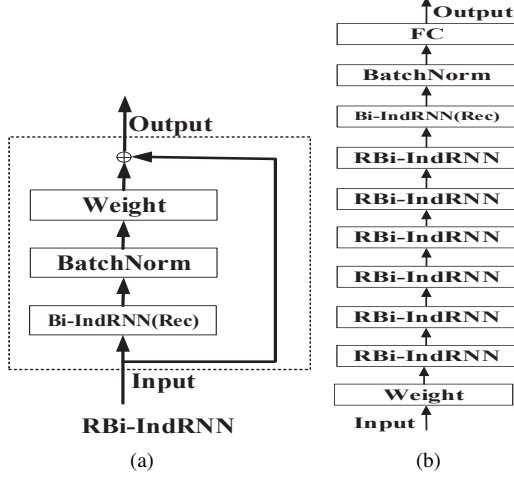 Output
⊕
Weight
BatchNorm
Bi-IndRNN(Rec)
Input
RBi-IndRNN
(a)
Output
FC
BatchNorm
Bi-IndRNN(Rec)
RBi-IndRNN
RBi-IndRNN
RBi-IndRNN
RBi-IndRNN
RBi-IndRNN
RBi-IndRNN
Weight
Input
(b)